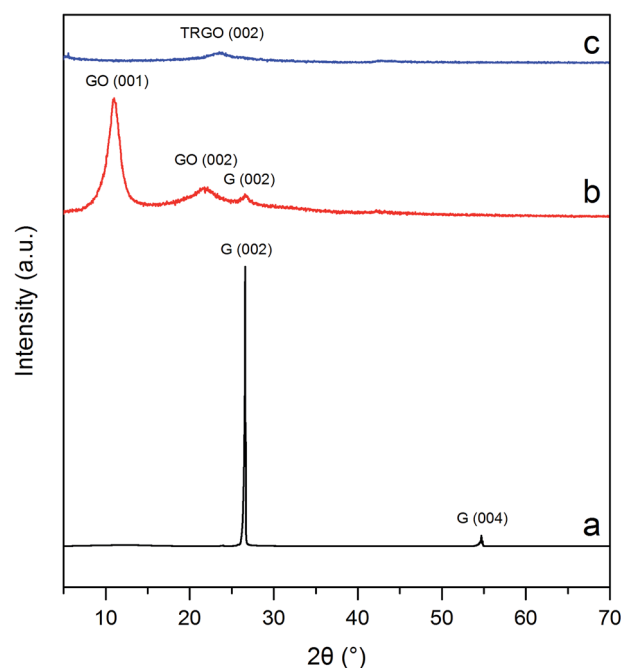 TRGO (002)
c
GO (001)
GO (002)
G (002)
b
G (002)
G (004)
a
Intensity (a.u.)
10 20 30 40 50 60 70
2θ (°)